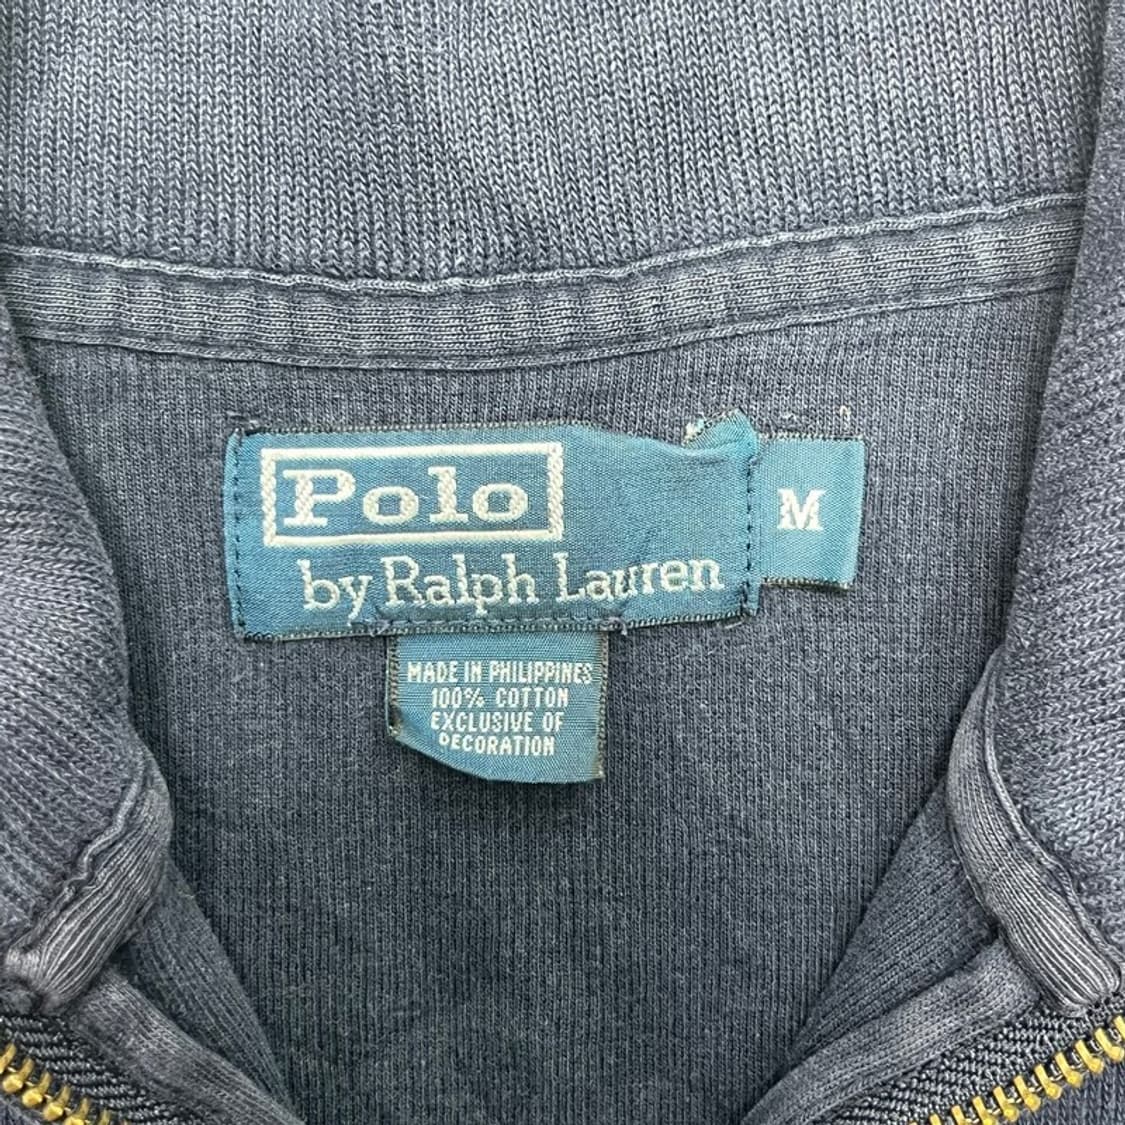 Polo
by Ralph Lauren
M
MADE IN PHILIPPINES
100% COTTON
EXCLUSIVE OF
DECORATION